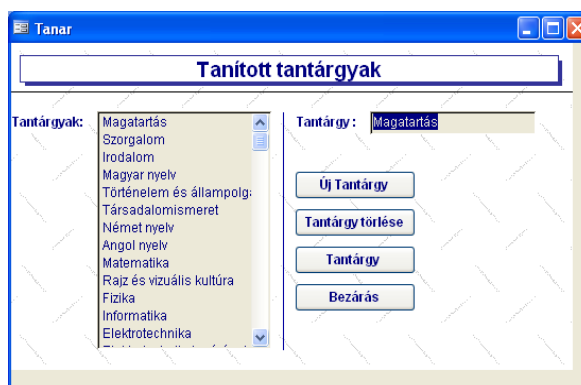 Tanar
Tanított tantárgyak
Tantárgyak:
Magatartás
Szorgalom
Irodalom
Magyar nyelv
Történelem és állampolgá
Társadalomismeret
Német nyelv
Angol nyelv
Matematika
Rajz és vizuális kultúra
Fizika
Informatika
Elektrotechnika
Tantárgy :
Magatartás
Új Tantárgy
Tantárgy törlése
Tantárgy
Bezárás